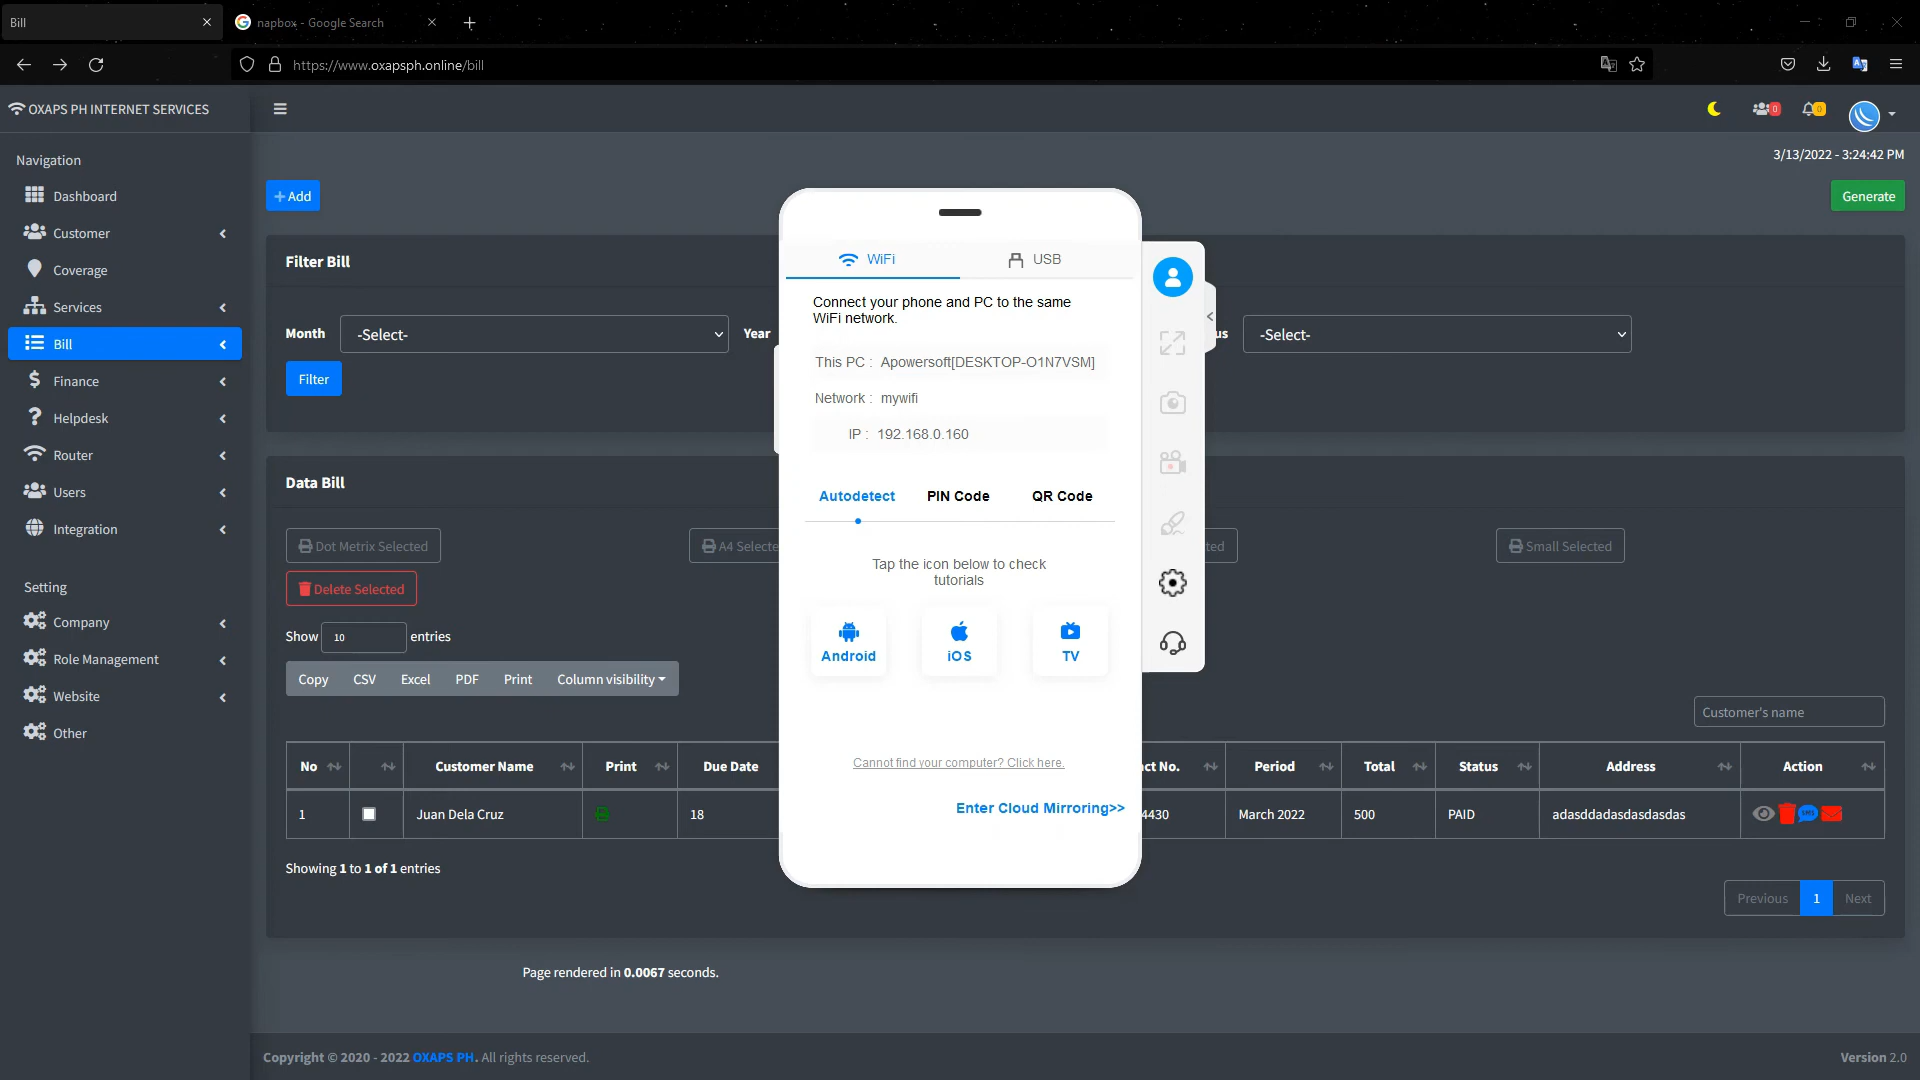 Bill
napbox - Google Search
https://www.oxapsph.online/bill
OXAPS PH INTERNET SERVICES
0
0
3/13/2022 - 3:24:42 PM
Navigation
Dashboard
Customer
Coverage
Services
Bill
Finance
Helpdesk
Router
Users
Integration
Setting
Company
Role Management
Website
Other
Add
Generate
Filter Bill
Month
-Select-
Year
us
-Select-
Filter
Data Bill
Dot Metrix Selected
A4 Selecte
ted
Small Selected
Delete Selected
Show 10 entries
Copy CSV Excel PDF Print Column visibility
Customer's name
No Customer Name Print Due Date ct No. Period Total Status Address Action
1 Juan Dela Cruz 18 4430 March 2022 500 PAID adasddadasdasdasdas
Showing 1 to 1 of 1 entries
Previous 1 Next
Page rendered in 0.0067 seconds.
Copyright © 2020 - 2022 OXAPS PH. All rights reserved.
Version 2.0
WiFi USB
Connect your phone and PC to the same
WiFi network.
This PC : Apowersoft[DESKTOP-O1N7VSM]
Network : mywifi
IP : 192.168.0.160
Autodetect PIN Code QR Code
Tap the icon below to check
tutorials
Android iOS TV
Cannot find your computer? Click here.
Enter Cloud Mirroring>>